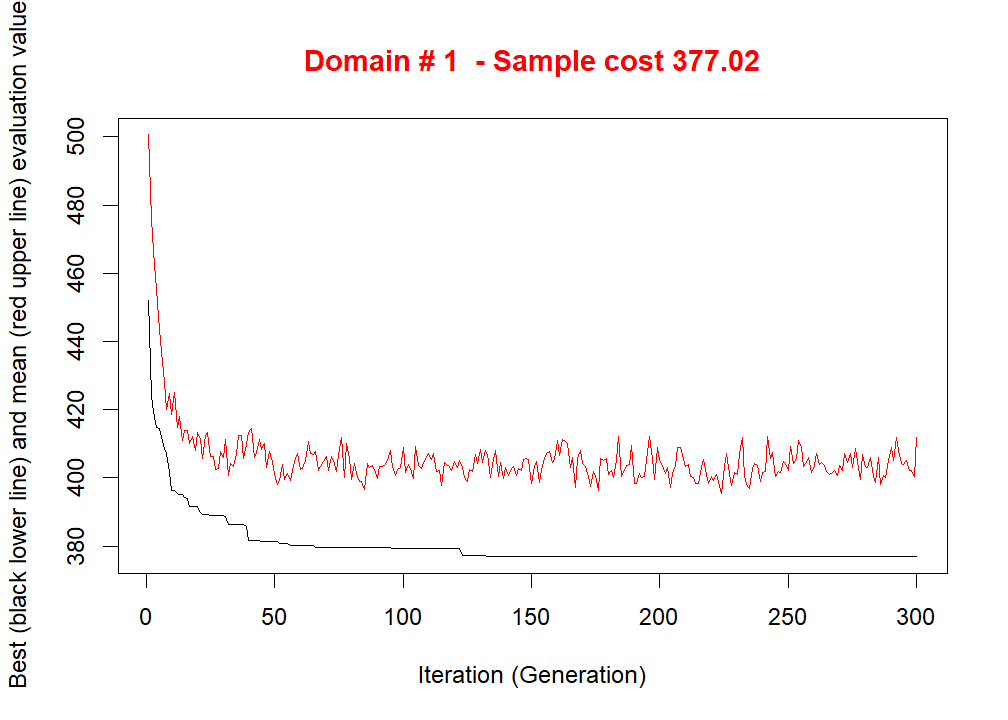 Domain # 1  - Sample cost 377.02
Best (black lower line) and mean (red upper line) evaluation value
500
480
460
440
420
400
380
0 50 100 150 200 250 300
Iteration (Generation)